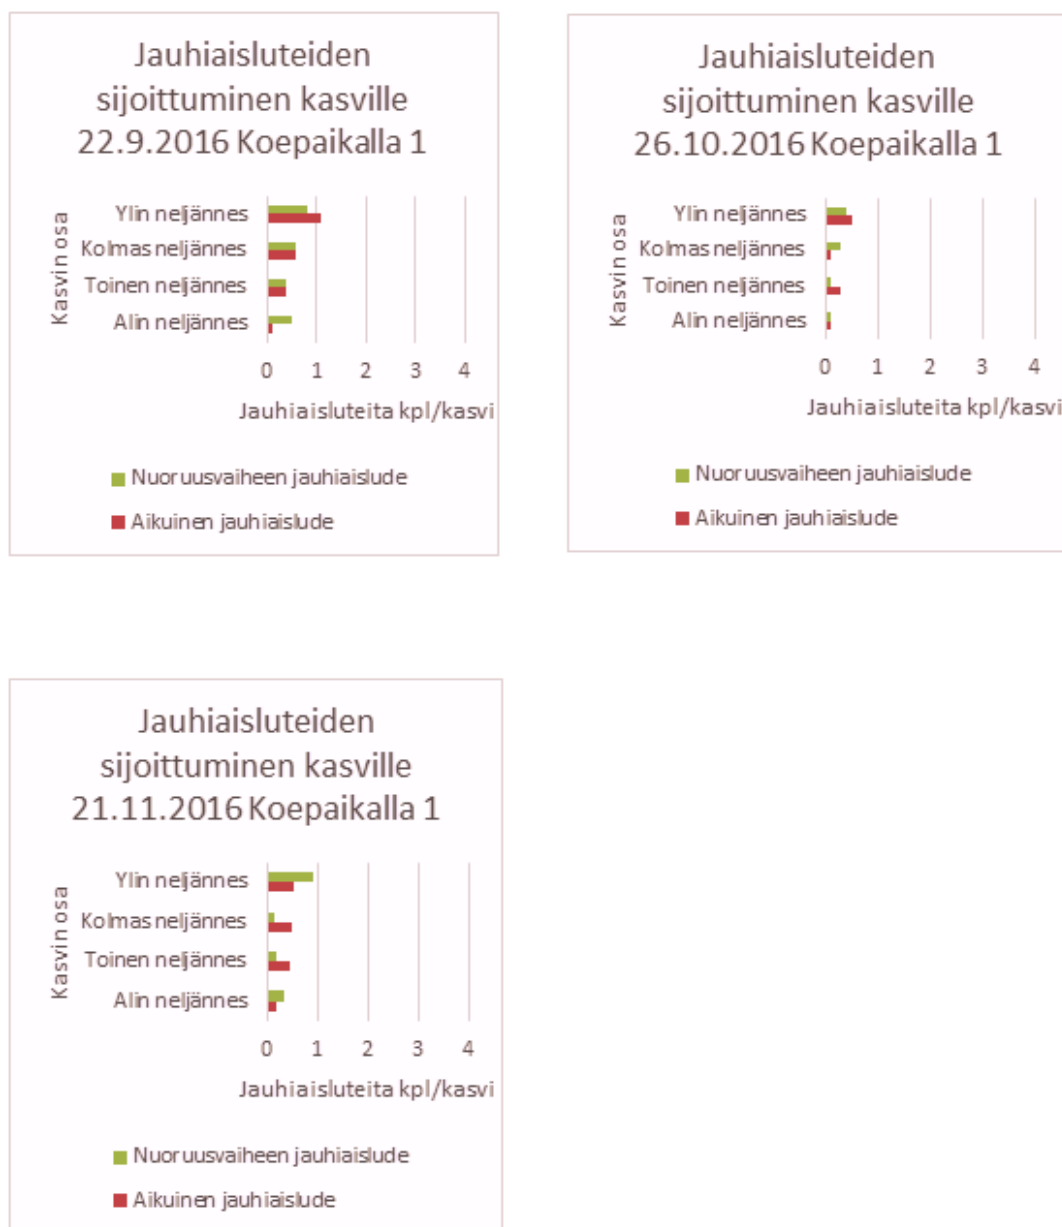 Jauhiaisluteiden
sijoittuminen kasville
22.9.2016 Koepaikalla 1
Kasvin osa
Ylin neljännes
Kolmas neljännes
Toinen neljännes
Alin neljännes
0 1 2 3 4
Jauhiaisluteita kpl/kasvi
Nuoruusvaiheen jauhiaislude
Aikuinen jauhiaislude
Jauhiaisluteiden
sijoittuminen kasville
26.10.2016 Koepaikalla 1
Kasvin osa
Ylin neljännes
Kolmas neljännes
Toinen neljännes
Alin neljännes
0 1 2 3 4
Jauhiaisluteita kpl/kasvi
Nuoruusvaiheen jauhiaislude
Aikuinen jauhiaislude
Jauhiaisluteiden
sijoittuminen kasville
21.11.2016 Koepaikalla 1
Kasvin osa
Ylin neljännes
Kolmas neljännes
Toinen neljännes
Alin neljännes
0 1 2 3 4
Jauhiaisluteita kpl/kasvi
Nuoruusvaiheen jauhiaislude
Aikuinen jauhiaislude